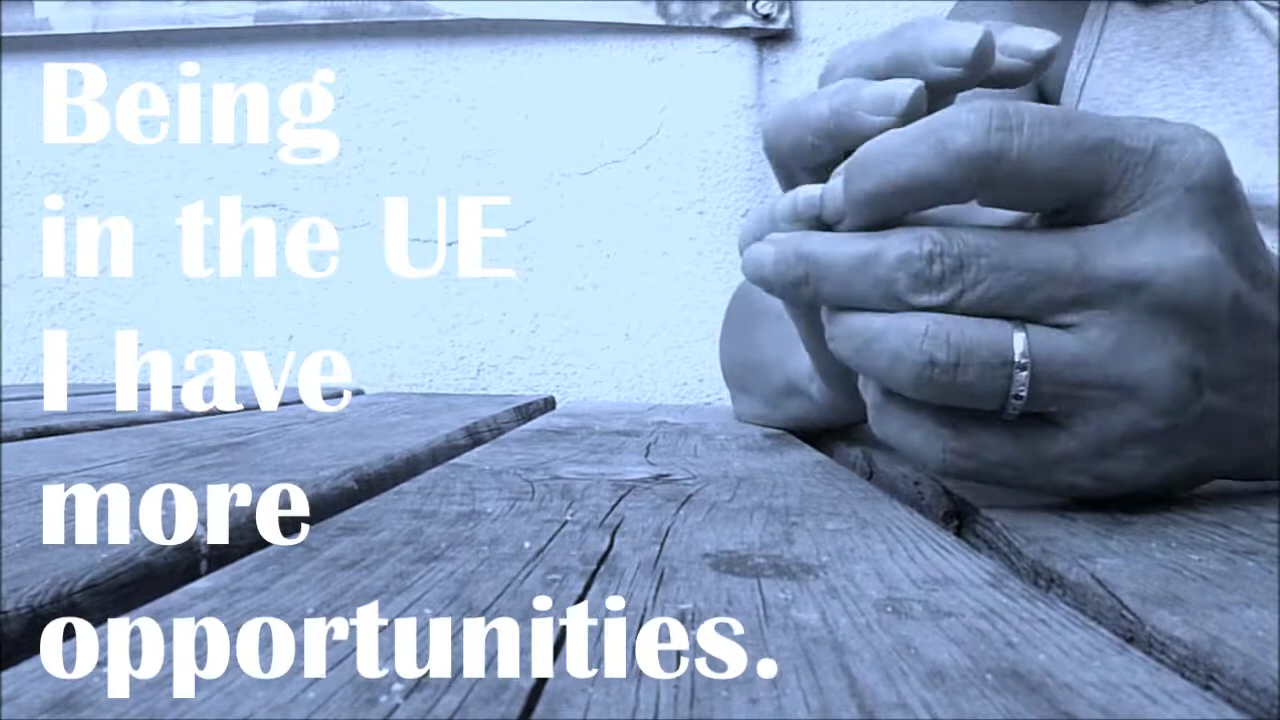 Being
in the UE
I have
more
opportunities.